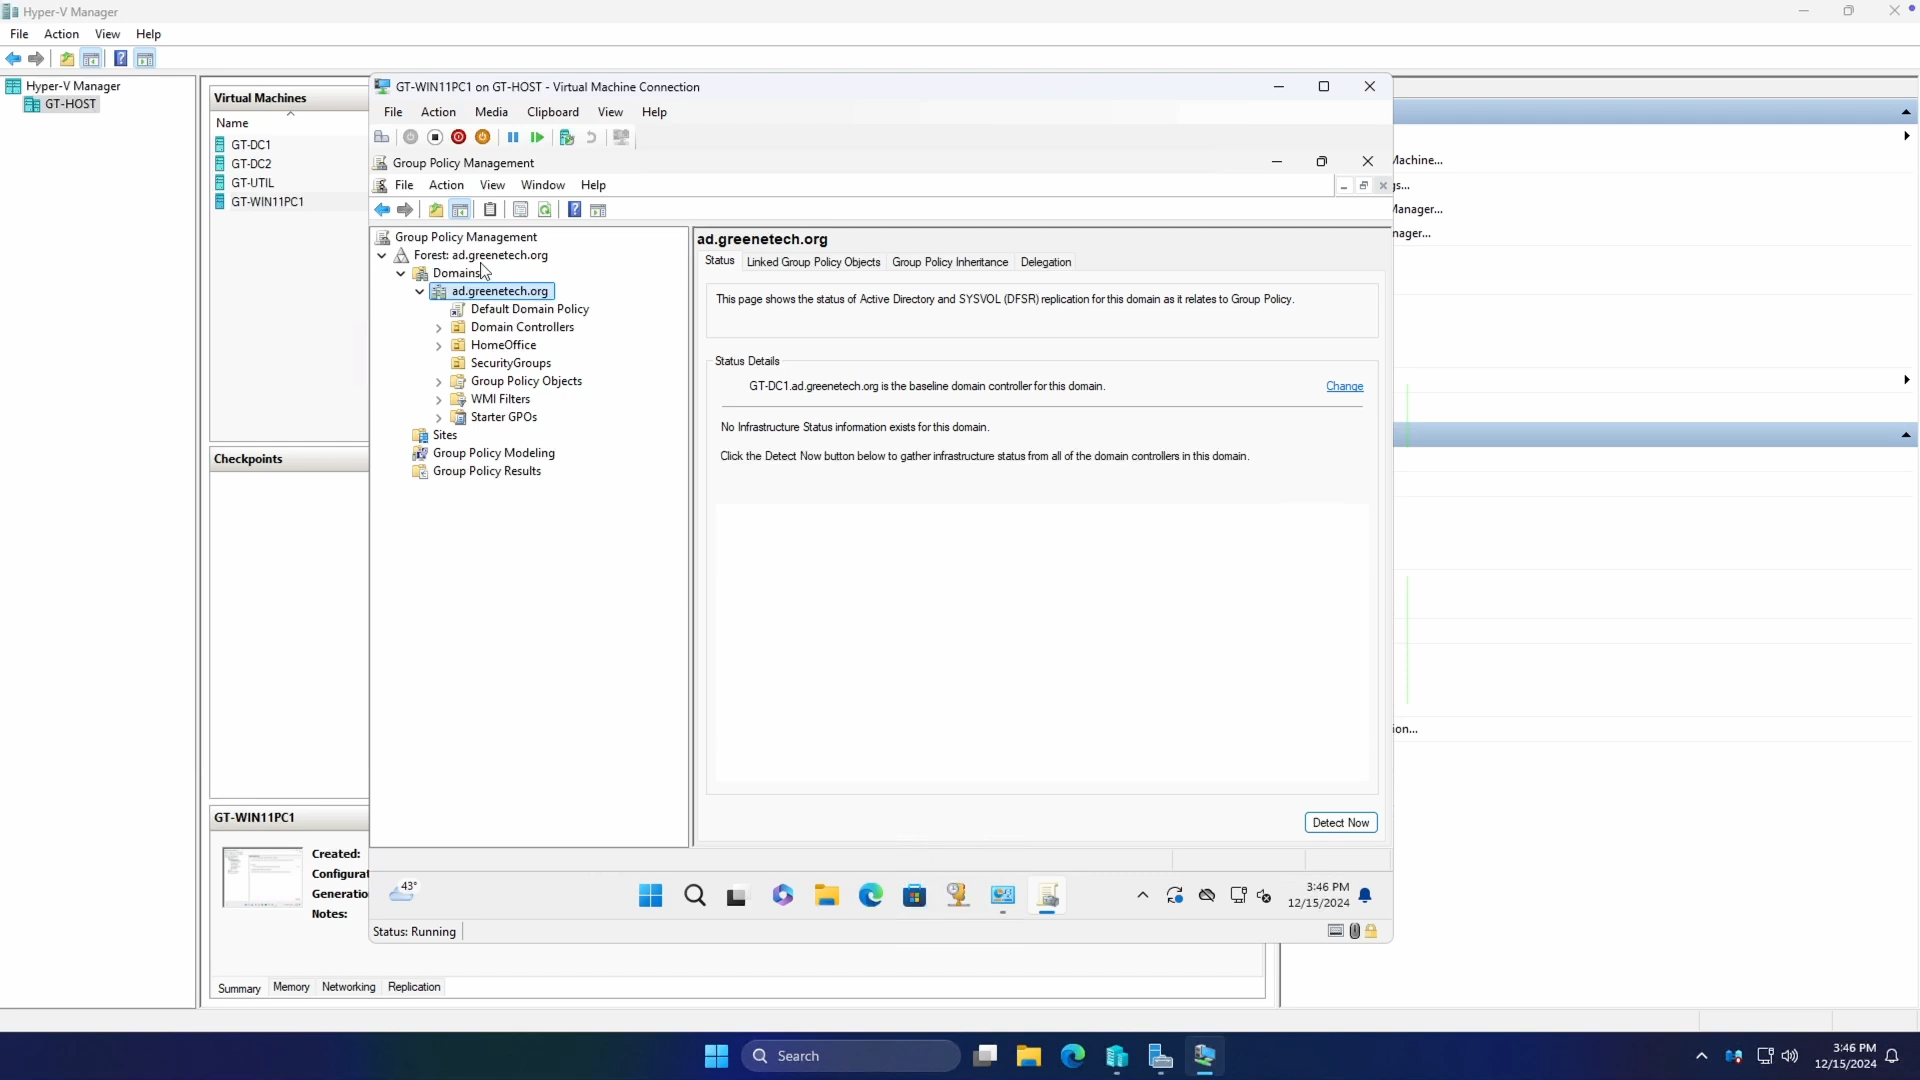 Hyper-V Manager
File Action View Help
Hyper-V Manager
GT-HOST
Virtual Machines
Name
GT-DC1
GT-DC2
GT-UTIL
GT-WIN11PC1
Checkpoints
GT-WIN11PC1
Created:
Configurat
Generatio
Notes:
Summary Memory Networking Replication
GT-WIN11PC1 on GT-HOST - Virtual Machine Connection
File Action Media Clipboard View Help
Group Policy Management
File Action View Window Help
Group Policy Management
Forest: ad.greenetech.org
Domains
ad.greenetech.org
Default Domain Policy
Domain Controllers
HomeOffice
SecurityGroups
Group Policy Objects
WMI Filters
Starter GPOs
Sites
Group Policy Modeling
Group Policy Results
ad.greenetech.org
Status Linked Group Policy Objects Group Policy Inheritance Delegation
This page shows the status of Active Directory and SYSVOL (DFSR) replication for this domain as it relates to Group Policy.
Status Details
GT-DC1.ad.greenetech.org is the baseline domain controller for this domain. Change
No Infrastructure Status information exists for this domain.
Click the Detect Now button below to gather infrastructure status from all of the domain controllers in this domain.
Detect Now
43°
3:46 PM
12/15/2024
Status: Running
Machine...
gs...
Manager...
nager...
ion...
Search
3:46 PM
12/15/2024